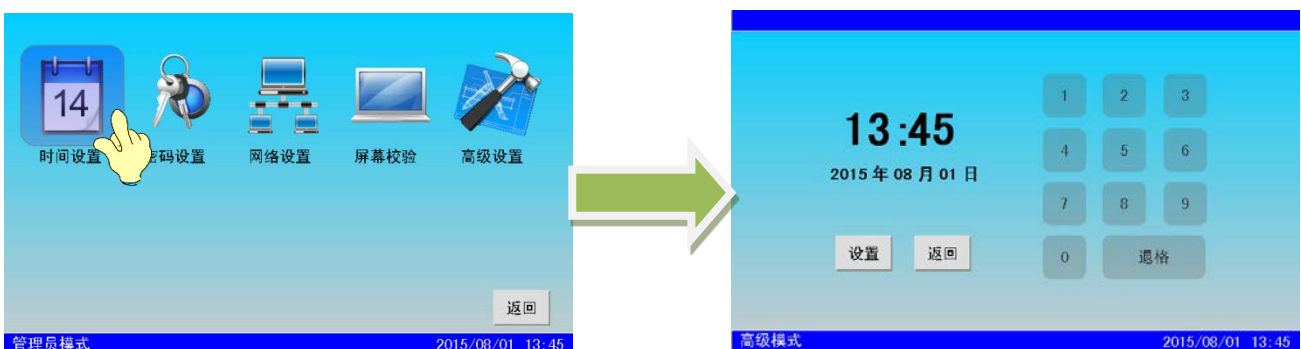 14
时间设置 密码设置 网络设置 屏幕校验 高级设置
返回
管理员模式 2015/08/01 13:45
13:45
2015 年 08 月 01 日
设置 返回
1 2 3
4 5 6
7 8 9
0 退格
高级模式 2015/08/01 13:45